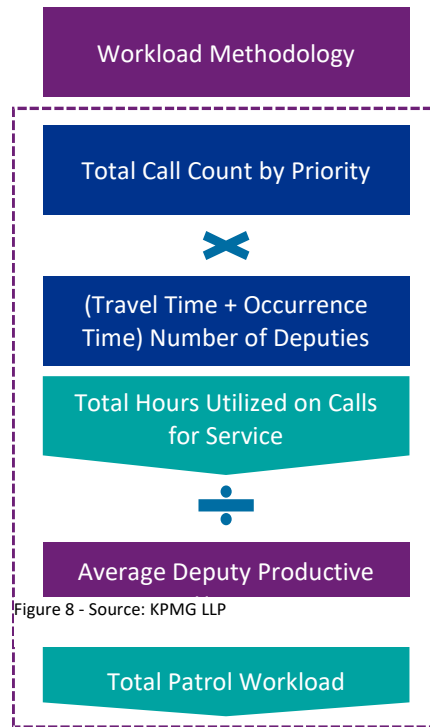 Workload Methodology
Total Call Count by Priority
(Travel Time + Occurrence
Time) Number of Deputies
Total Hours Utilized on Calls
for Service
Average Deputy Productive
Figure 8 - Source: KPMG LLP
Total Patrol Workload